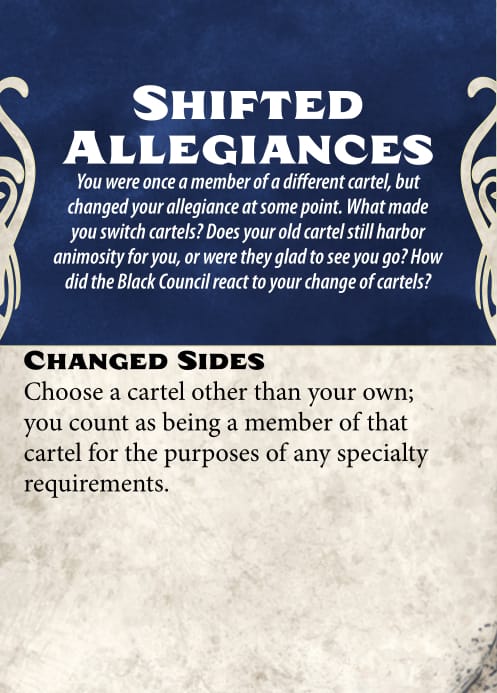 Shifted
Allegiances
You were once a member of a different cartel, but
changed your allegiance at some point. What made
you switch cartels? Does your old cartel still harbor
animosity for you, or were they glad to see you go? How
did the Black Council react to your change of cartels?
Changed Sides
Choose a cartel other than your own;
you count as being a member of that
cartel for the purposes of any specialty
requirements.